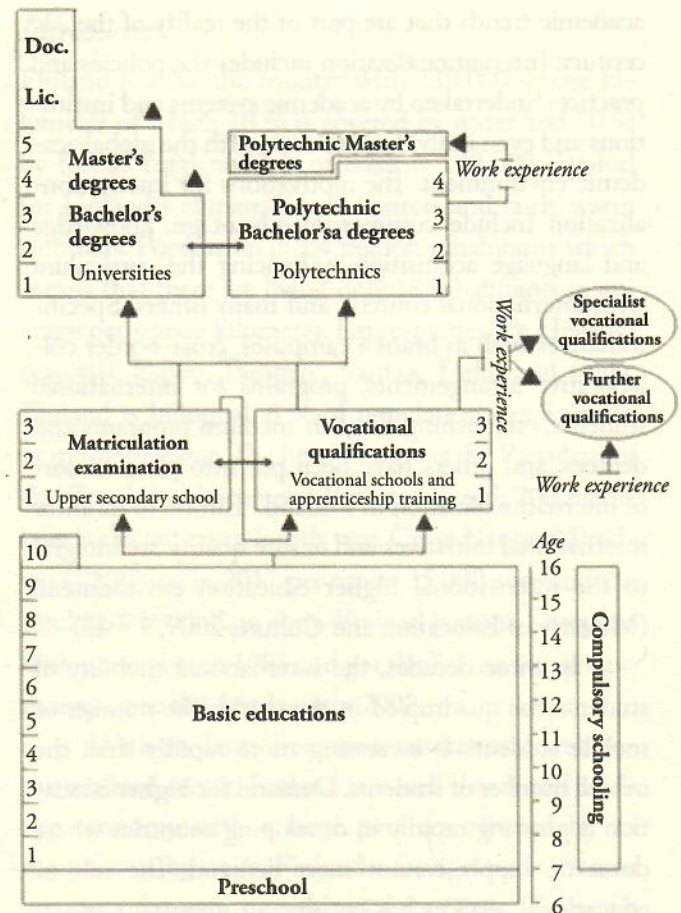 Doc.
Lic.
5
4
3
2
1
Master's
degrees
Bachelor's
degrees
Universities
Polytechnic Master's
degrees
Polytechnic
Bachelor'sa degrees
Polytechnics
4
3
2
1
Work experience
Work experience
Specialist
vocational
qualifications
Further
vocational
qualifications
Work experience
3
2
1
Matriculation
examination
Upper secondary school
Vocational
qualifications
Vocational schools and
apprenticeship training
3
2
1
10
9
8
7
6
5
4
3
2
1
Basic educations
Preschool
Age
16
15
14
13
12
11
10
9
8
7
6
Compulsory schooling